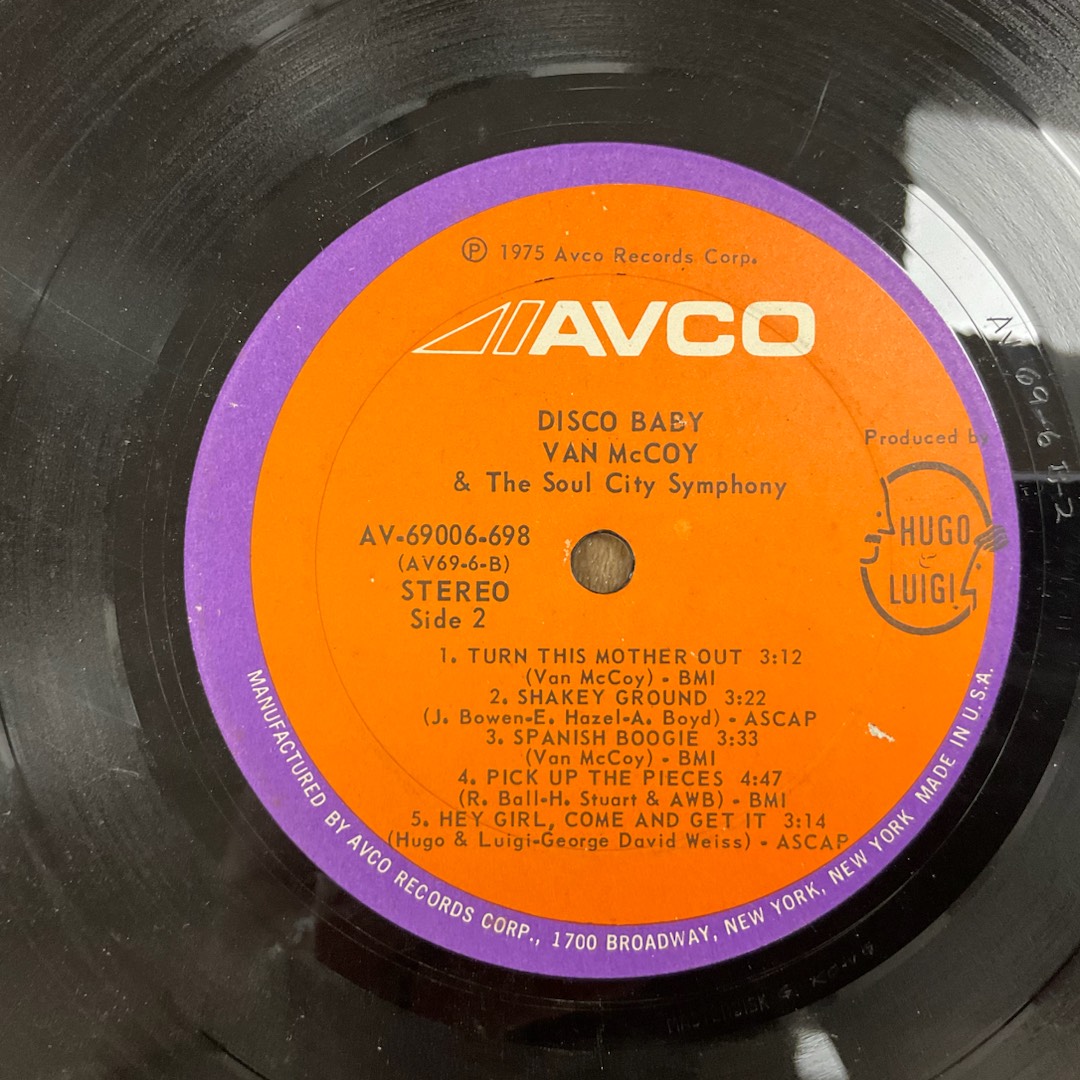 ℗ 1975 Avco Records Corp.
AVCO
DISCO BABY
VAN McCOY
& The Soul City Symphony
Produced by
HUGO
&
LUIGI
AV-69006-698
(AV69-6-B)
STEREO
Side 2
1. TURN THIS MOTHER OUT 3:12
(Van McCoy) - BMI
2. SHAKEY GROUND 3:22
(J. Bowen-E. Hazel-A. Boyd) - ASCAP
3. SPANISH BOOGIE 3:33
(Van McCoy) - BMI
4. PICK UP THE PIECES 4:47
(R. Ball-H. Stuart & AWB) - BMI
5. HEY GIRL, COME AND GET IT 3:14
(Hugo & Luigi-George David Weiss) - ASCAP
MANUFACTURED BY AVCO RECORDS CORP., 1700 BROADWAY, NEW YORK, NEW YORK MADE IN U.S.A.